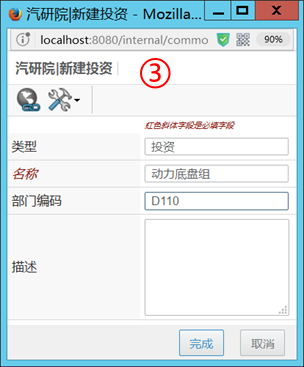 汽研院|新建投资 - Mozilla...
localhost:8080/internal/commo
90%
汽研院|新建投资
③
红色斜体字段是必填字段
类型
投资
名称
动力底盘组
部门编码
D110
描述
完成
取消